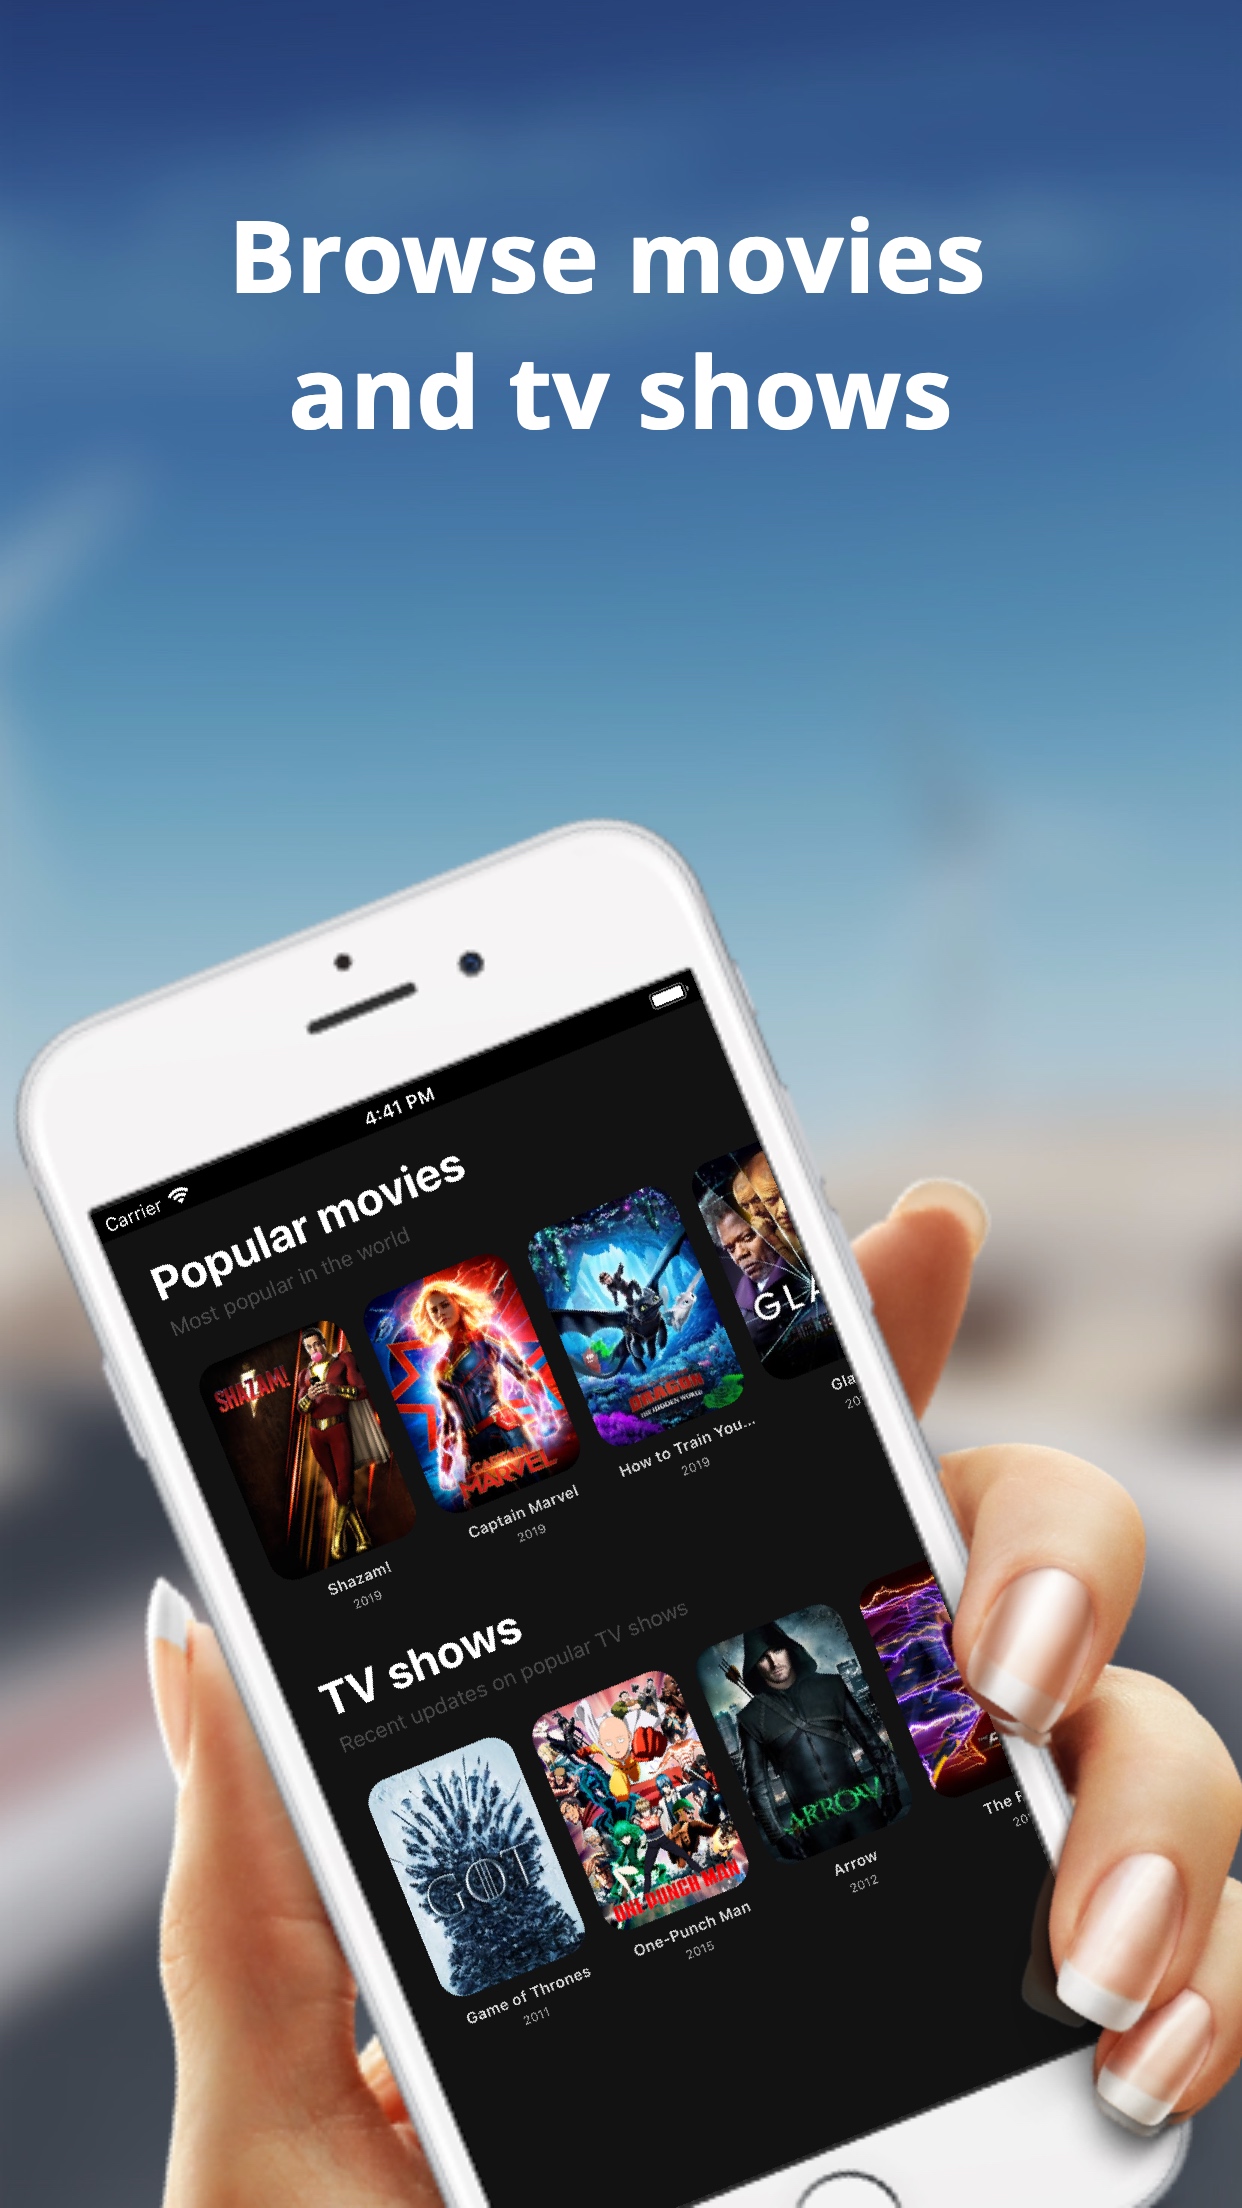 Browse movies
and tv shows
Carrier
4:41 PM
Popular movies
Most popular in the world
SHAZAM!
Shazam!
2019
CAPTAIN
MARVEL
Captain Marvel
2019
DRAGON
THE HIDDEN WORLD
How to Train You...
2019
GLA
Gla
20
TV shows
Recent updates on popular TV shows
GOT
Game of Thrones
2011
ONE PUNCH MAN
One-Punch Man
2015
ARROW
Arrow
2012
The F
20